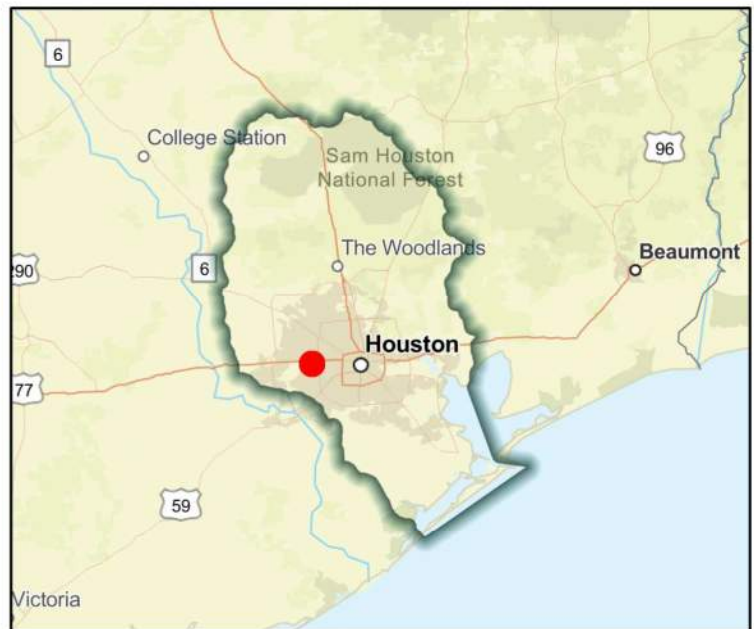 6
College Station
Sam Houston
National Forest
96
The Woodlands
Beaumont
290
6
Houston
77
59
Victoria